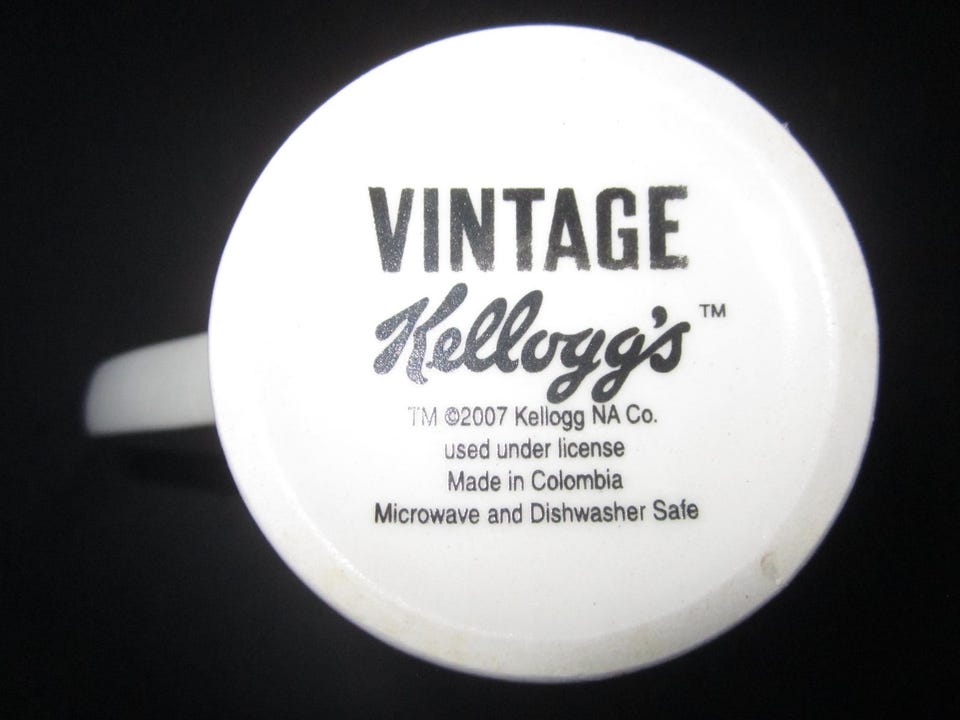 VINTAGE
Kellogg's™
TM ©2007 Kellogg NA Co.
used under license
Made in Colombia
Microwave and Dishwasher Safe